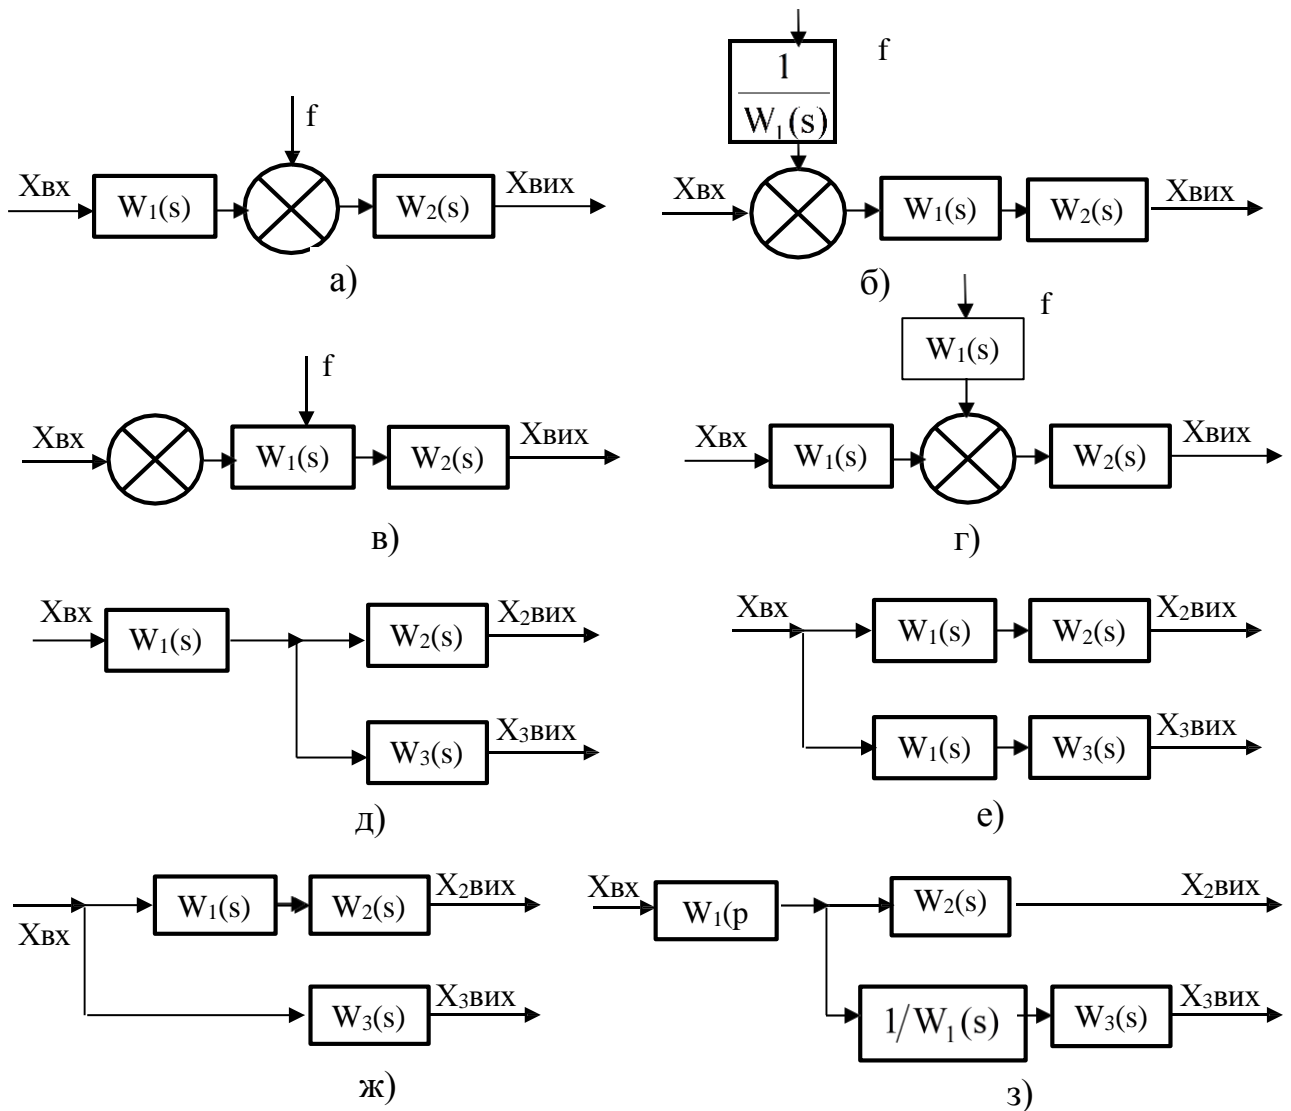 f
1
W₁(s)
f
Xвх
W₁(s)
W₂(s)
Xвих
а)
Xвх
W₁(s)
W₂(s)
Xвих
б)
f
Xвх
W₁(s)
W₂(s)
Xвих
в)
f
W₁(s)
Xвх
W₁(s)
W₂(s)
Xвих
г)
Xвх
W₁(s)
W₂(s)
X₂вих
W₃(s)
X₃вих
д)
Xвх
W₁(s)
W₂(s)
X₂вих
W₁(s)
W₃(s)
X₃вих
е)
Xвх
W₁(s)
W₂(s)
X₂вих
W₃(s)
X₃вих
ж)
Xвх
W₁(p
W₂(s)
X₂вих
1/W₁(s)
W₃(s)
X₃вих
з)